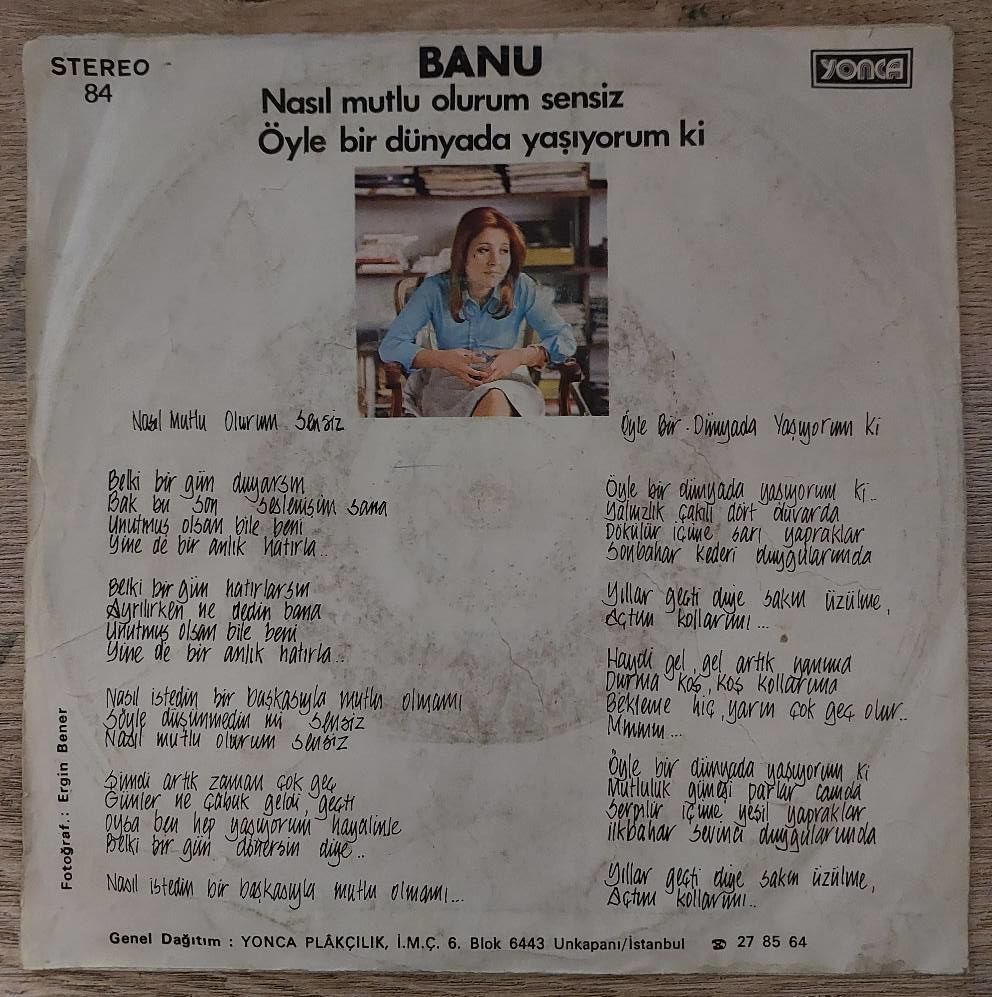 STEREO
84
BANU
YONCA
Nasıl mutlu olurum sensiz
Öyle bir dünyada yaşıyorum ki
Nasıl Mutlu Olurum Sensiz
Belki bir gün duyarsın
Bak bu son seslenişim sana
Unutmuş olsan bile beni
Yine de bir anlık hatırla..
Belki bir gün hatırlarsın
Ayrılırken ne dedin bana
Unutmuş olsan bile beni
Yine de bir anlık hatırla..
Nasıl istedin bir başkasıyla mutlu olmamı
Söyle düşünmedin mi sensiz
Nasıl mutlu olurum sensiz
Şimdi artık zaman çok geç
Günler ne çabuk geldi, geçti
Oysa ben hep yaşıyorum hayalinle
Belki bir gün dönersin diye..
Nasıl istedin bir başkasıyla mutlu olmamı...
Öyle Bir Dünyada Yaşıyorum ki
Öyle bir dünyada yaşıyorum ki..
Yalnızlık çakılı dört duvarda
Dökülür içime sarı yapraklar
Sonbahar kederi duygularımda
Yıllar geçti diye sakın üzülme,
Açtım kollarımı...
Haydi gel, gel artık yanıma
Durma koş, koş kollarıma
Bekleme hiç, yarın çok geç olur..
Mmmm...
Öyle bir dünyada yaşıyorum ki
Mutluluk güneşi parlar camda
Serpilir içime yeşil yapraklar
ilkbahar sevinci duygularımda
Yıllar geçti diye sakın üzülme,
Açtım kollarımı..
Fotoğraf.: Ergin Bener
Genel Dağıtım : YONCA PLÂKÇILIK, İ.M.Ç. 6. Blok 6443 Unkapanı/İstanbul ☎ 27 85 64